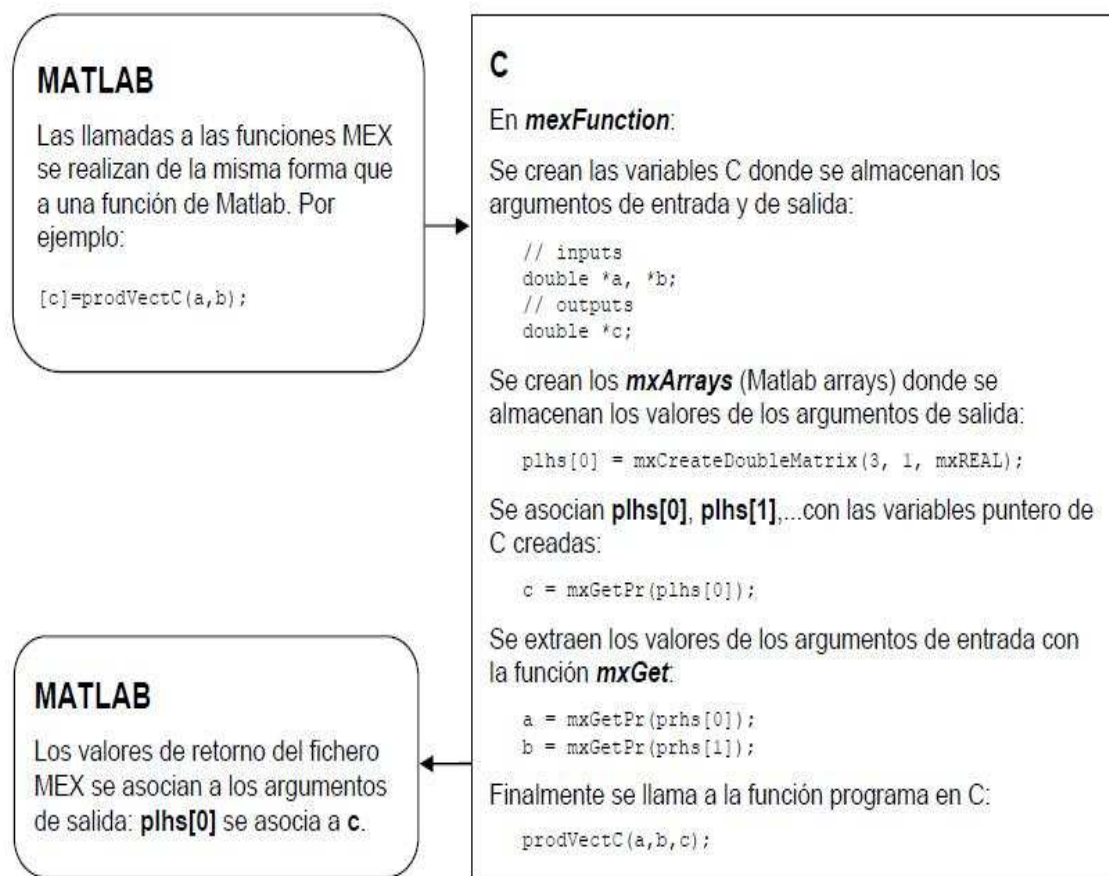 MATLAB
Las llamadas a las funciones MEX
se realizan de la misma forma que
a una función de Matlab. Por
ejemplo:
[c]=prodVectC(a,b);
C
En mexFunction:
Se crean las variables C donde se almacenan los
argumentos de entrada y de salida:
// inputs
double *a, *b;
// outputs
double *c;
Se crean los mxArrays (Matlab arrays) donde se
almacenan los valores de los argumentos de salida:
plhs[0] = mxCreateDoubleMatrix(3, 1, mxREAL);
Se asocian plhs[0], plhs[1],...con las variables puntero de
C creadas:
c = mxGetPr(plhs[0]);
Se extraen los valores de los argumentos de entrada con
la función mxGet:
a = mxGetPr(prhs[0]);
b = mxGetPr(prhs[1]);
Finalmente se llama a la función programa en C:
prodVectC(a,b,c);
MATLAB
Los valores de retorno del fichero
MEX se asocian a los argumentos
de salida: plhs[0] se asocia a c.